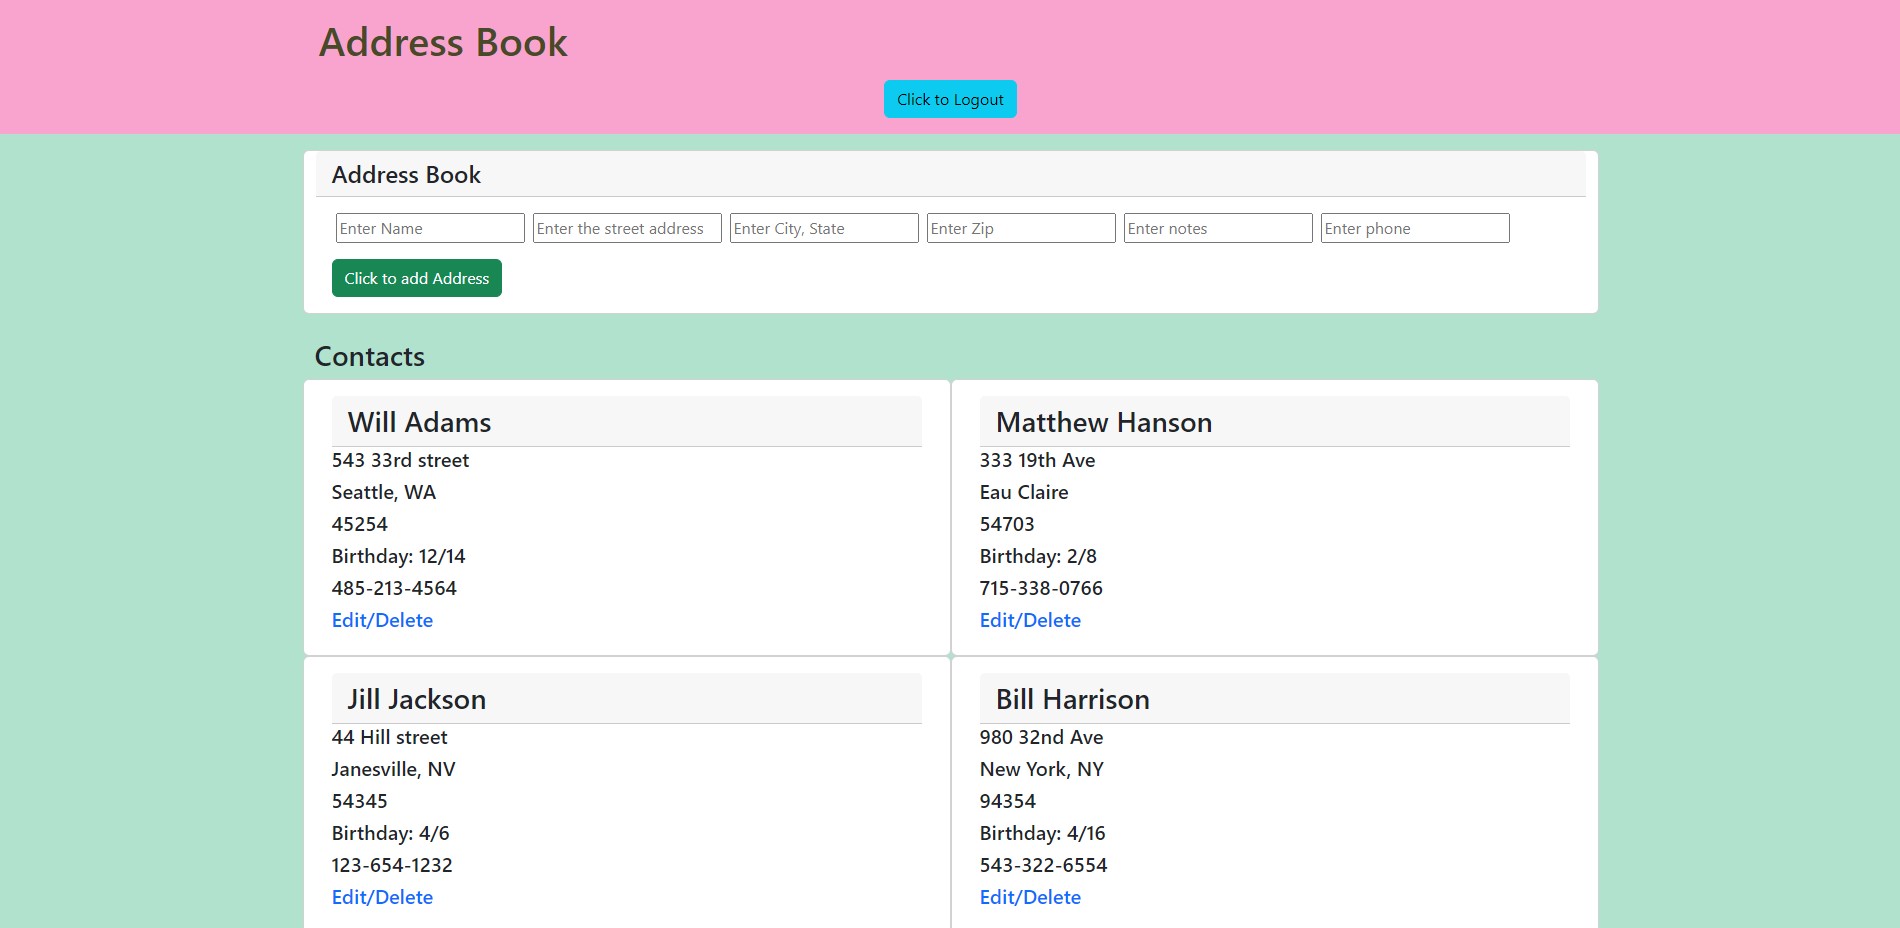 Address Book
Click to Logout
Address Book
Enter Name Enter the street address Enter City, State Enter Zip Enter notes Enter phone
Click to add Address
Contacts
Will Adams
543 33rd street
Seattle, WA
45254
Birthday: 12/14
485-213-4564
Edit/Delete
Matthew Hanson
333 19th Ave
Eau Claire
54703
Birthday: 2/8
715-338-0766
Edit/Delete
Jill Jackson
44 Hill street
Janesville, NV
54345
Birthday: 4/6
123-654-1232
Edit/Delete
Bill Harrison
980 32nd Ave
New York, NY
94354
Birthday: 4/16
543-322-6554
Edit/Delete